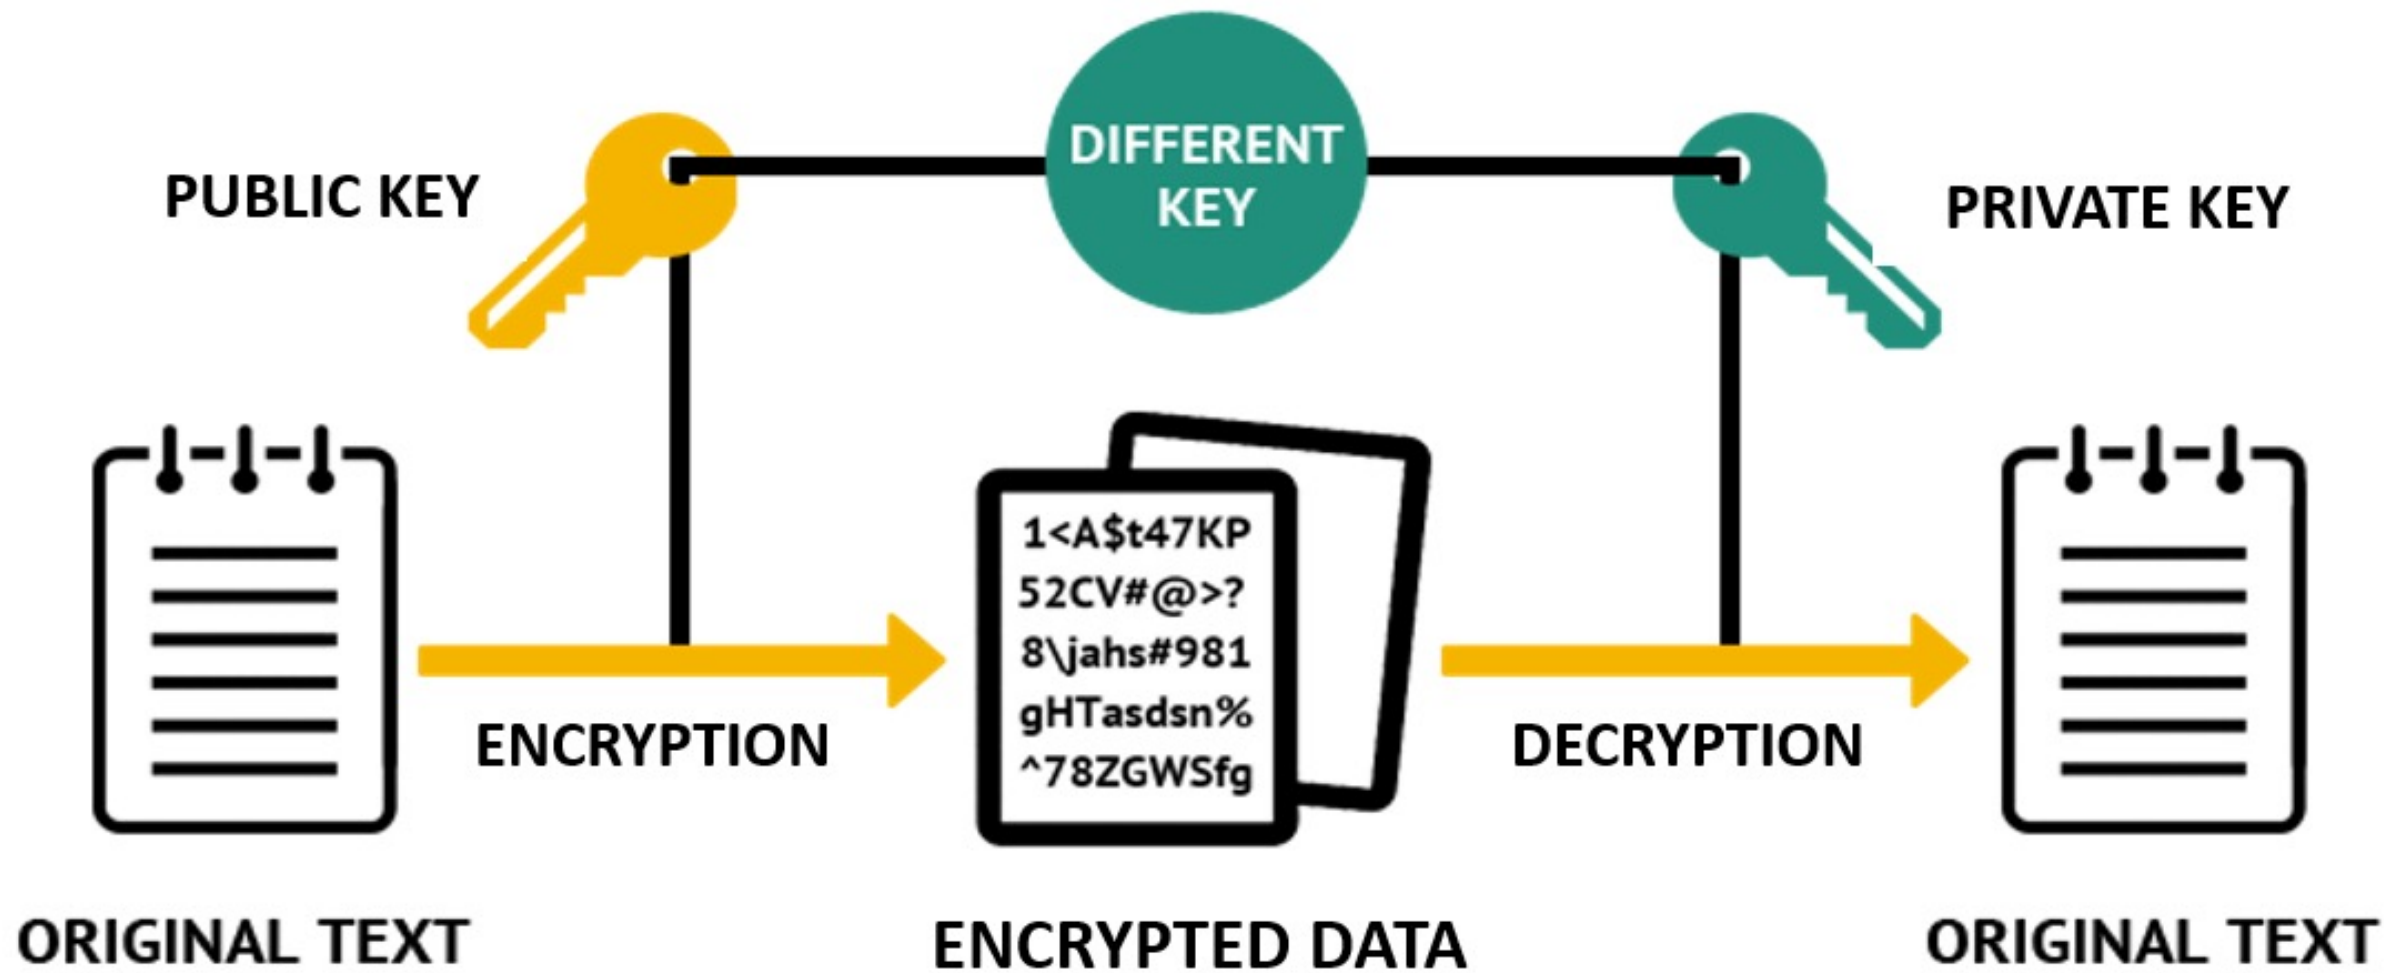 DIFFERENT
KEY
PUBLIC KEY
PRIVATE KEY
1<A$t47KP
52CV#@>?
8\jahs#981
gHTasdsn%
^78ZGWSfg
ENCRYPTION
DECRYPTION
ORIGINAL TEXT
ENCRYPTED DATA
ORIGINAL TEXT